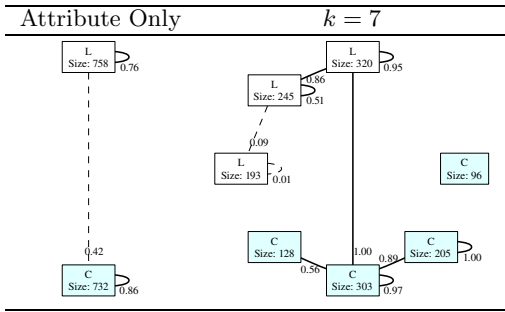 Attribute Only
k = 7
L
Size: 758
0.76
0.42
C
Size: 732
0.86
L
Size: 320
0.95
0.86
L
Size: 245
0.51
0.09
L
Size: 193
0.01
C
Size: 96
C
Size: 128
0.56
1.00
0.89
C
Size: 205
1.00
C
Size: 303
0.97